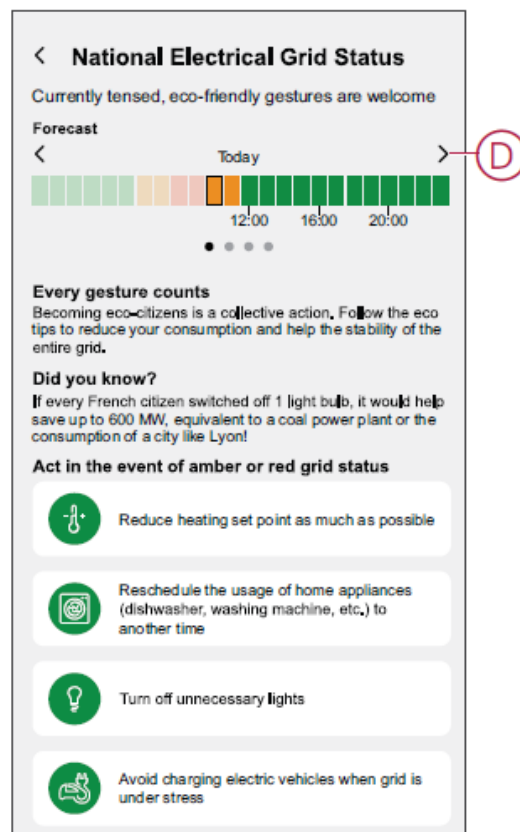 National Electrical Grid Status
Currently tensed, eco-friendly gestures are welcome
Forecast
Today
D
12:00 16:00 20:00
Every gesture counts
Becoming eco-citizens is a collective action. Follow the eco
tips to reduce your consumption and help the stability of the
entire grid.
Did you know?
If every French citizen switched off 1 light bulb, it would help
save up to 600 MW, equivalent to a coal power plant or the
consumption of a city like Lyon!
Act in the event of amber or red grid status
Reduce heating set point as much as possible
Reschedule the usage of home appliances
(dishwasher, washing machine, etc.) to
another time
Turn off unnecessary lights
Avoid charging electric vehicles when grid is
under stress